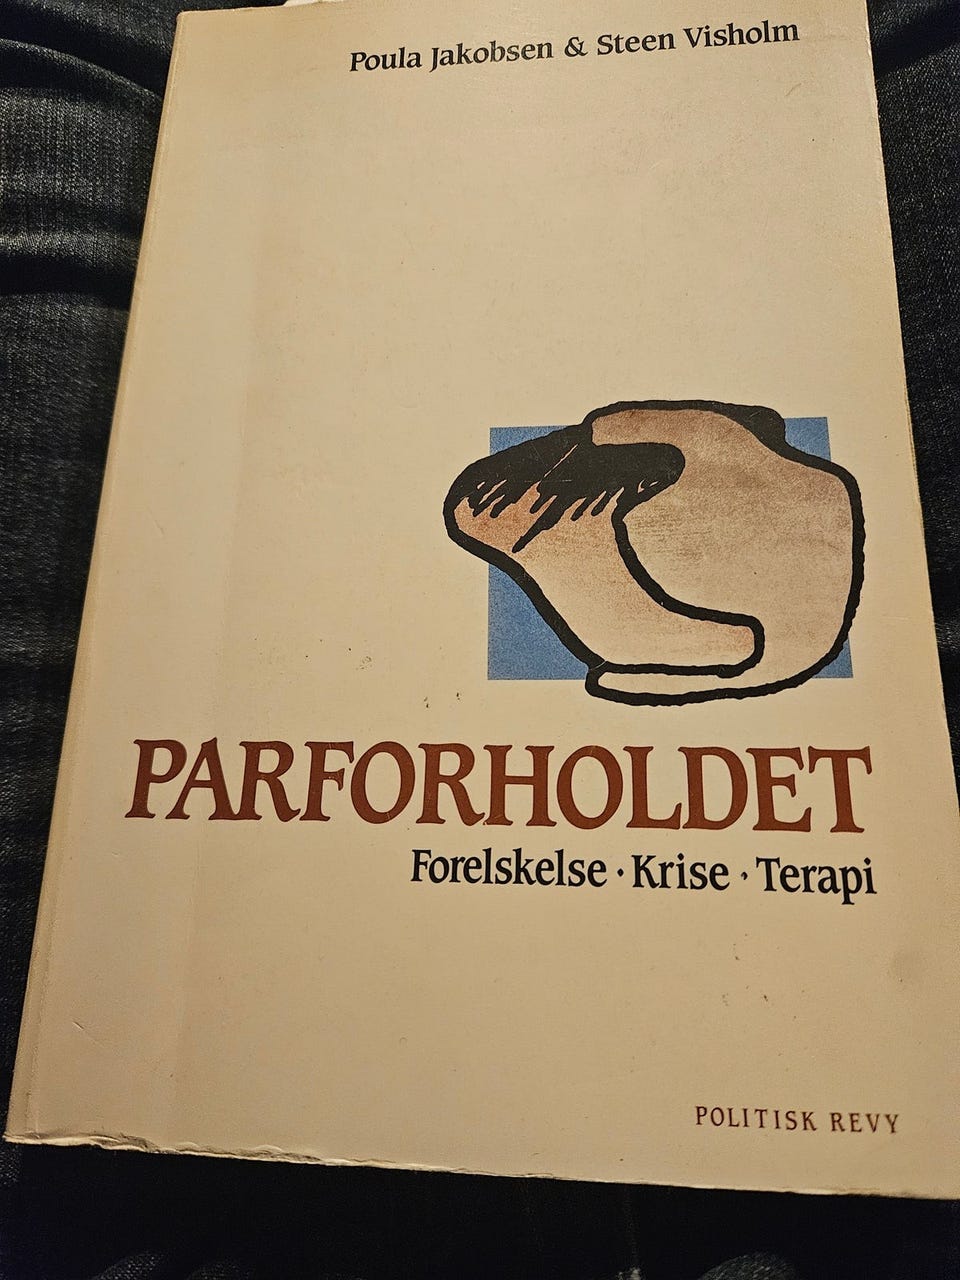 Poula Jakobsen & Steen Visholm
PARFORHOLDET
Forelskelse · Krise · Terapi
POLITISK REVY